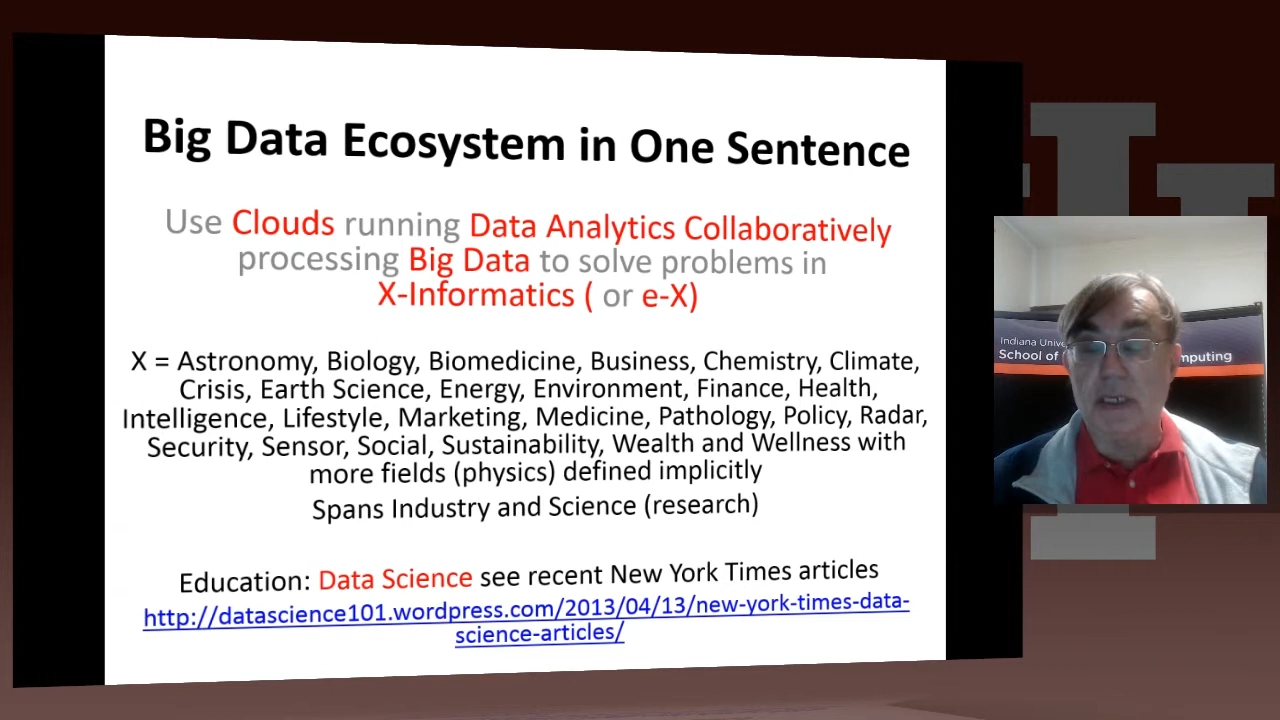 Big Data Ecosystem in One Sentence
Use Clouds running Data Analytics Collaboratively
processing Big Data to solve problems in
X-Informatics ( or e-X)
X = Astronomy, Biology, Biomedicine, Business, Chemistry, Climate,
Crisis, Earth Science, Energy, Environment, Finance, Health,
Intelligence, Lifestyle, Marketing, Medicine, Pathology, Policy, Radar,
Security, Sensor, Social, Sustainability, Wealth and Wellness with
more fields (physics) defined implicitly
Spans Industry and Science (research)
Education: Data Science see recent New York Times articles
http://datascience101.wordpress.com/2013/04/13/new-york-times-data-
science-articles/
Indiana
School of